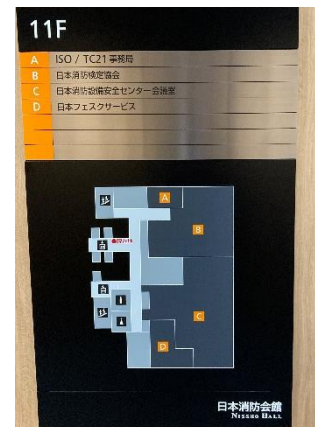 11F
A ISO / TC21 事務局
B 日本消防検定協会
C 日本消防設備安全センター会議室
D 日本フェスクサービス
A
B
C
D
日本消防会館
NISSHO HALL